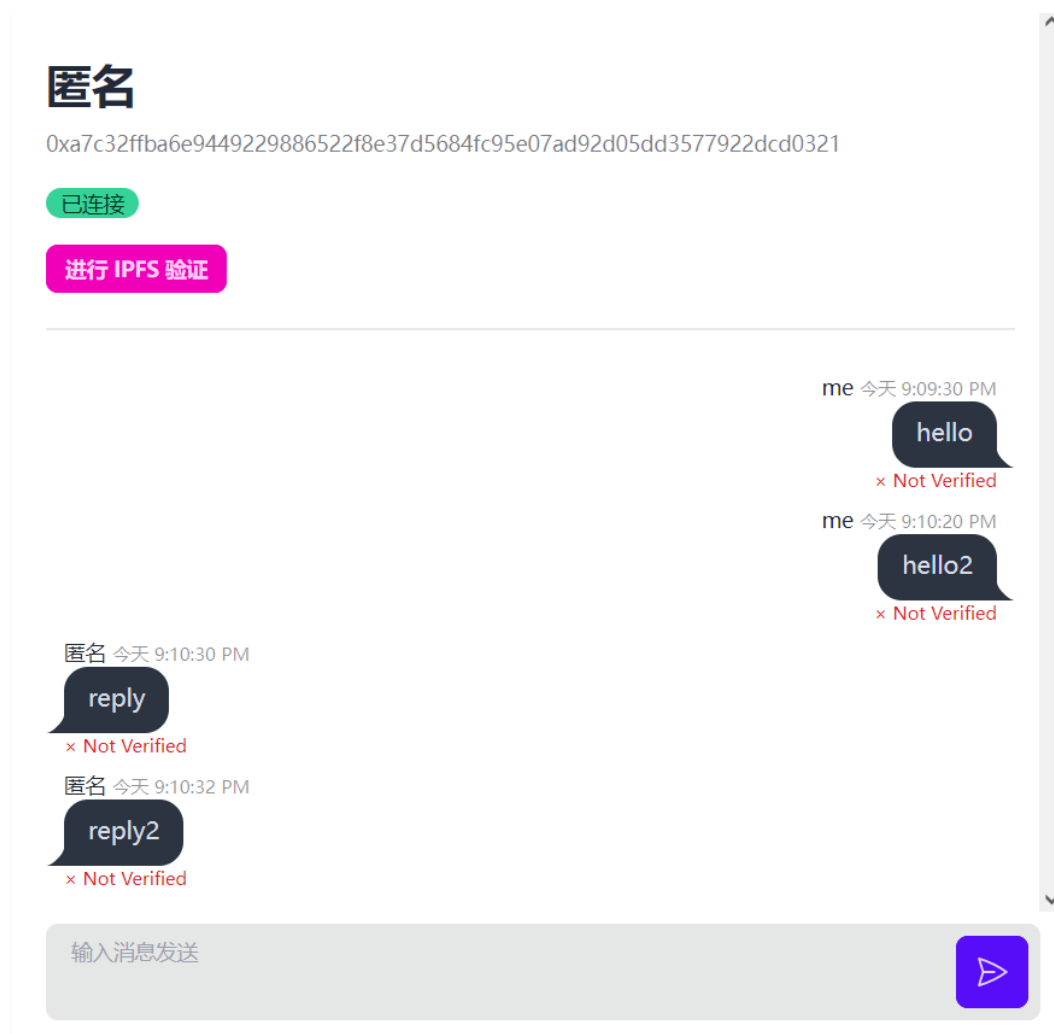 匿名
0xa7c32ffba6e9449229886522f8e37d5684fc95e07ad92d05dd3577922dcd0321
已连接
进行 IPFS 验证
me 今天 9:09:30 PM
hello
× Not Verified
me 今天 9:10:20 PM
hello2
× Not Verified
匿名 今天 9:10:30 PM
reply
× Not Verified
匿名 今天 9:10:32 PM
reply2
× Not Verified
输入消息发送